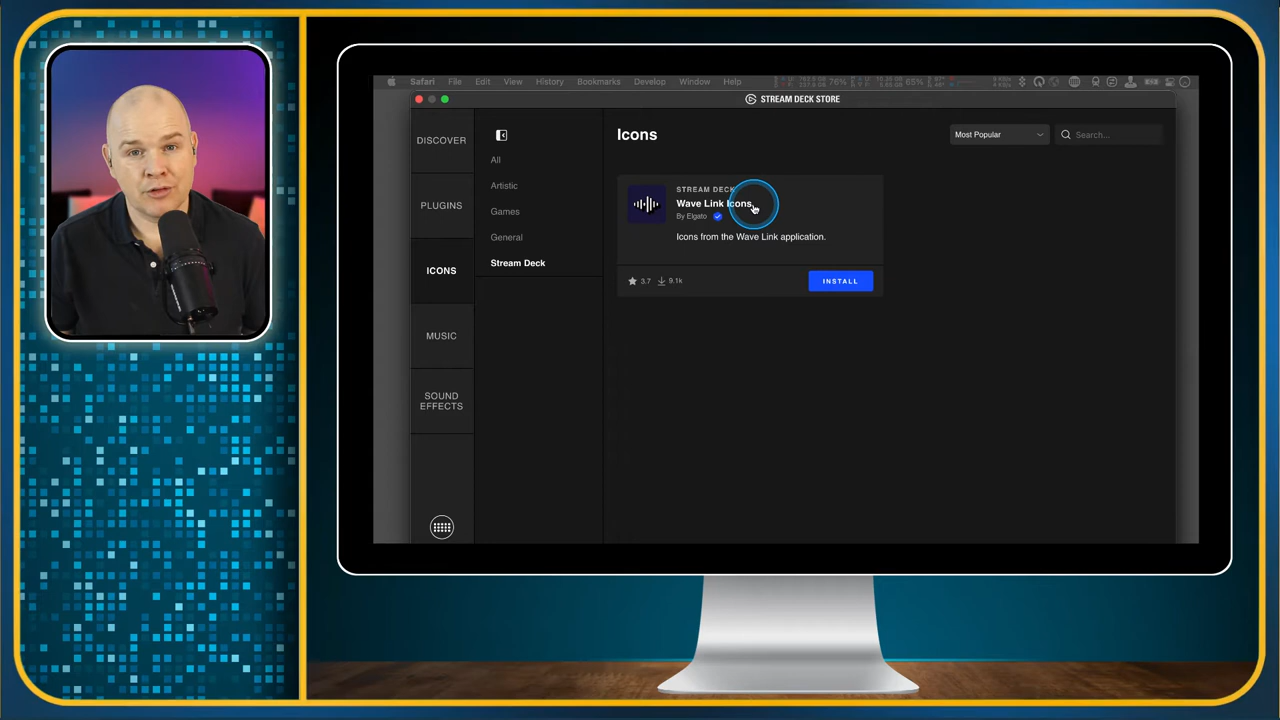 Safari File Edit View History Bookmarks Develop Window Help
76% 65%
STREAM DECK STORE
DISCOVER
PLUGINS
ICONS
MUSIC
SOUND
EFFECTS
All
Artistic
Games
General
Stream Deck
Icons
Most Popular
Search...
STREAM DECK
Wave Link Icons
By Elgato
Icons from the Wave Link application.
3.7 9.1k
INSTALL